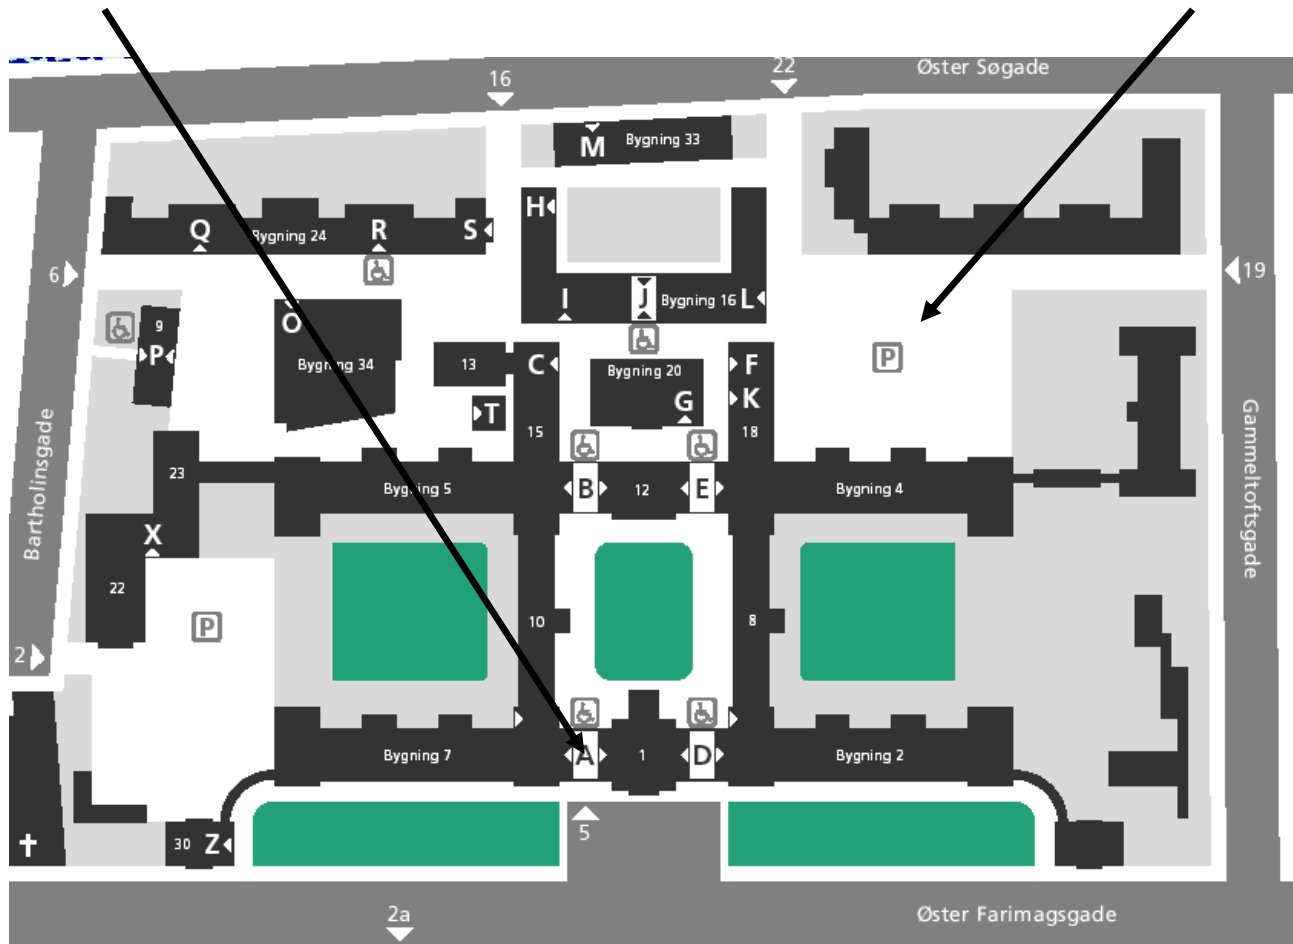 22
Øster Søgade
16
M
Bygning 33
H
Q
Bygning 24
R
S
6
19
I
J
Bygning 16
L
O
9
P
Bygning 34
13
C
Bygning 20
F
P
K
G
T
15
18
Bartholinsgade
Gammeltoftsgade
23
Bygning 5
B
12
E
Bygning 4
X
22
10
8
P
2
Bygning 7
A
1
D
Bygning 2
5
30
Z
2a
Øster Farimagsgade